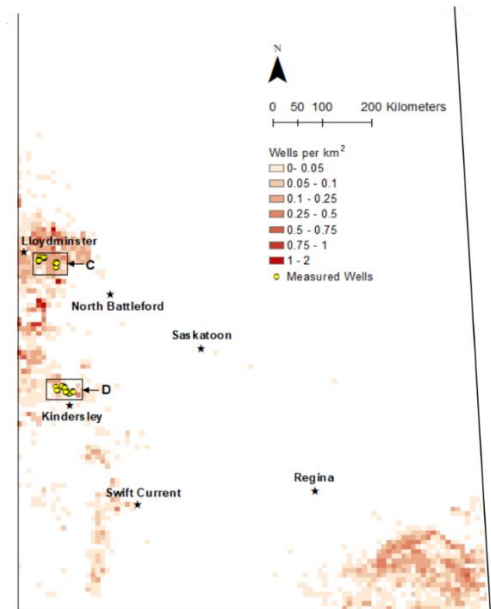 N
0 50 100 200 Kilometers
Wells per km²
0- 0.05
0.05 - 0.1
0.1 - 0.25
0.25 - 0.5
0.5 - 0.75
0.75 - 1
1 - 2
Measured Wells
Lloydminster
C
North Battleford
Saskatoon
D
Kindersley
Swift Current
Regina